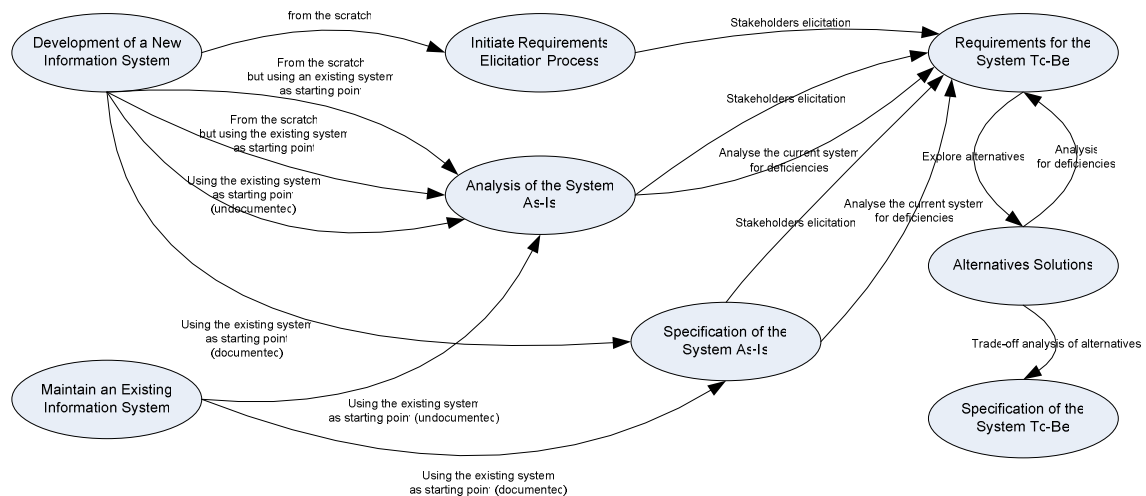 from the scratch
Development of a New
Information System
Initiate Requirements
Elicitation Process
Stakeholders elicitation
Requirements for the
System To-Be
From the scratch
but using an existing system
as starting point
From the scratch
but using the existing system
as starting point
Using the existing system
as starting point
(undocumented)
Analysis of the System
As-Is
Stakeholders elicitation
Analyse the current system
for deficiencies
Explore alternatives
Analysis
for deficiencies
Stakeholders elicitation
Analyse the current system
for deficiencies
Alternatives Solutions
Using the existing system
as starting point
(documented)
Specification of the
System As-Is
Trade-off analysis of alternatives
Maintain an Existing
Information System
Using the existing system
as starting point (undocumented)
Specification of the
System To-Be
Using the existing system
as starting point (documented)